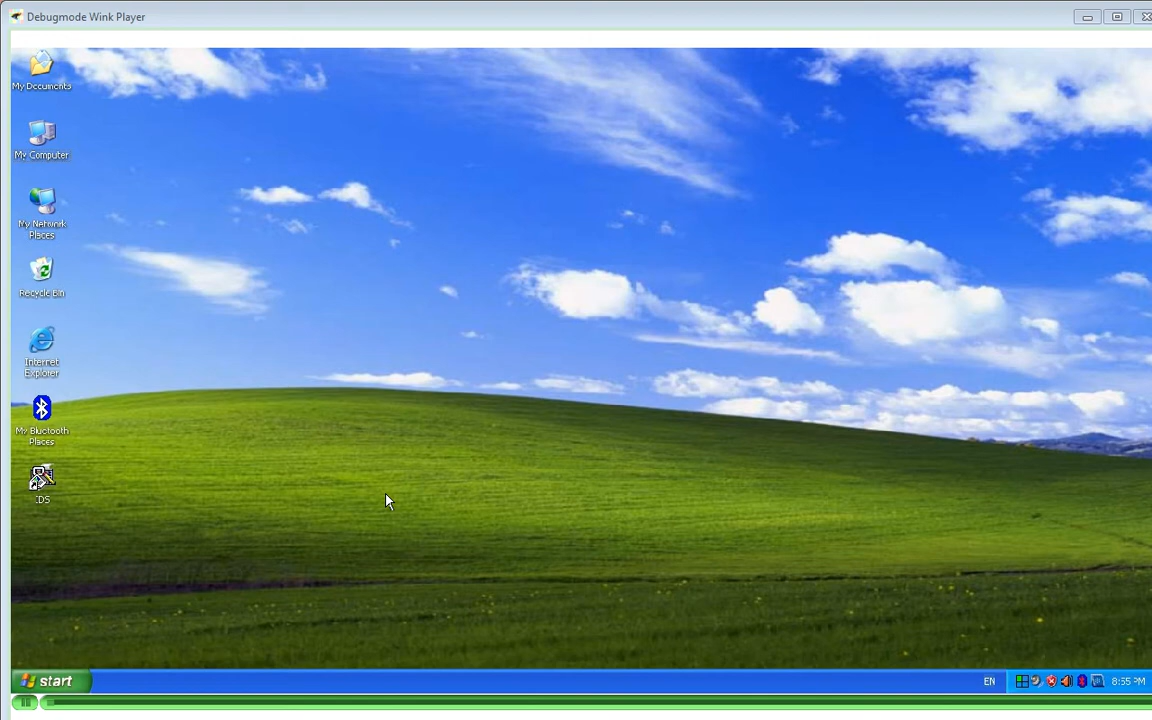 Debugmode Wink Player
My Documents
My Computer
My Network
Places
Recycle Bin
Internet
Explorer
My Bluetooth
Places
IDS
start
EN
8:55 PM